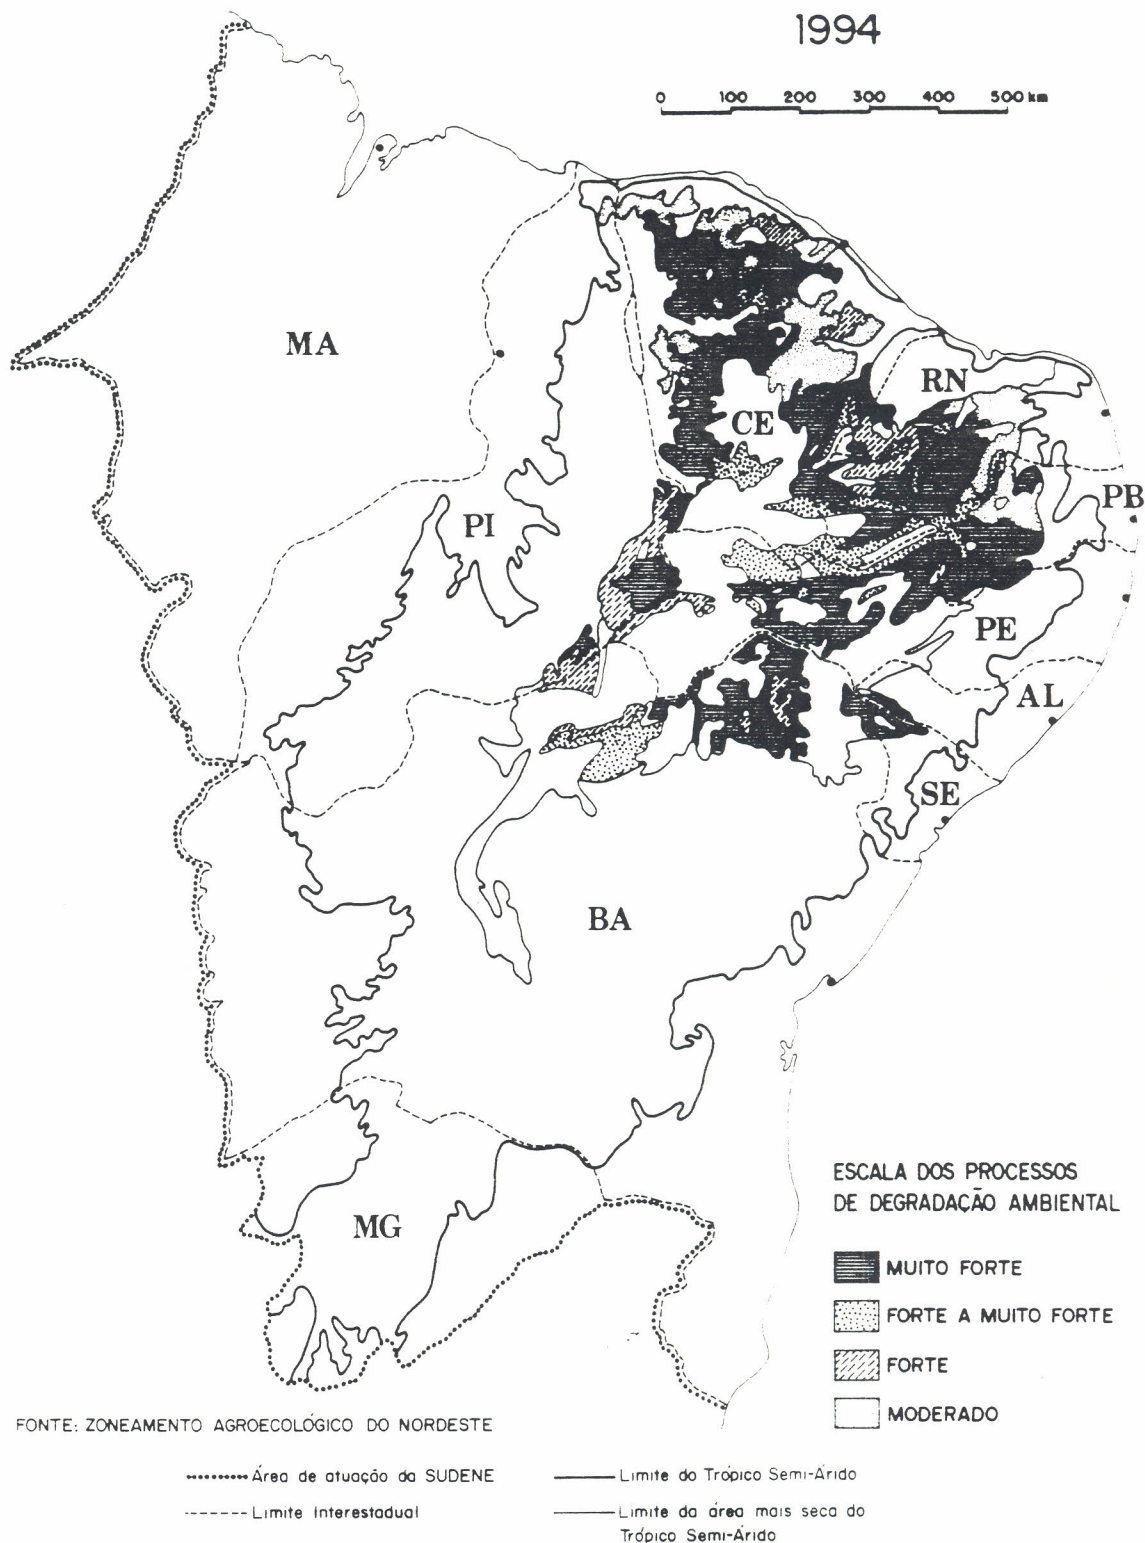 1994
0 100 200 300 400 500 km
MA
PI
CE
RN
PB
PE
AL
SE
BA
MG
ESCALA DOS PROCESSOS
DE DEGRADAÇÃO AMBIENTAL
MUITO FORTE
FORTE A MUITO FORTE
FORTE
MODERADO
FONTE: ZONEAMENTO AGROECOLÓGICO DO NORDESTE
Área de atuação da SUDENE
Limite Interestadual
Limite do Trópico Semi-Árido
Limite da área mais seca do
Trópico Semi-Árido